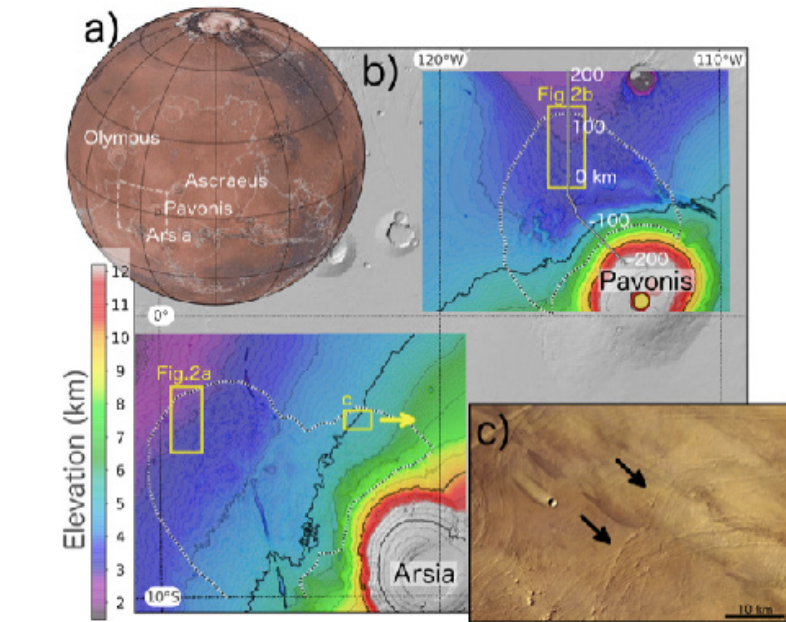 a)
Olympus
Ascraeus
Pavonis
Arsia
b)
120°W
110°W
200
Fig 2b
100
0 km
-100
-200
Pavonis
0°
12
11
10
9
8
7
6
5
4
3
2
Elevation (km)
Fig.2a
c
Arsia
10°S
c)
10 km